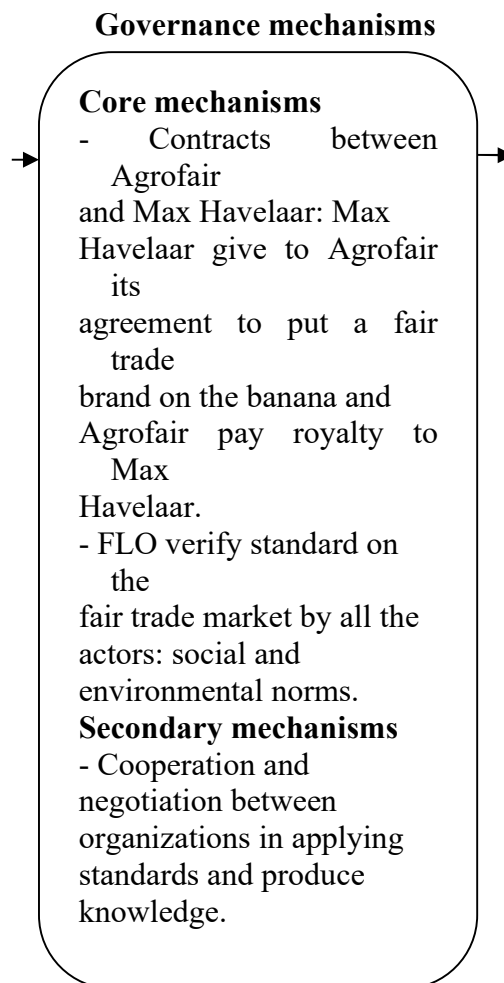 Governance mechanisms
Core mechanisms
- Contracts between
Agrofair
and Max Havelaar: Max
Havelaar give to Agrofair
its
agreement to put a fair
trade
brand on the banana and
Agrofair pay royalty to
Max
Havelaar.
- FLO verify standard on
the
fair trade market by all the
actors: social and
environmental norms.
Secondary mechanisms
- Cooperation and
negotiation between
organizations in applying
standards and produce
knowledge.